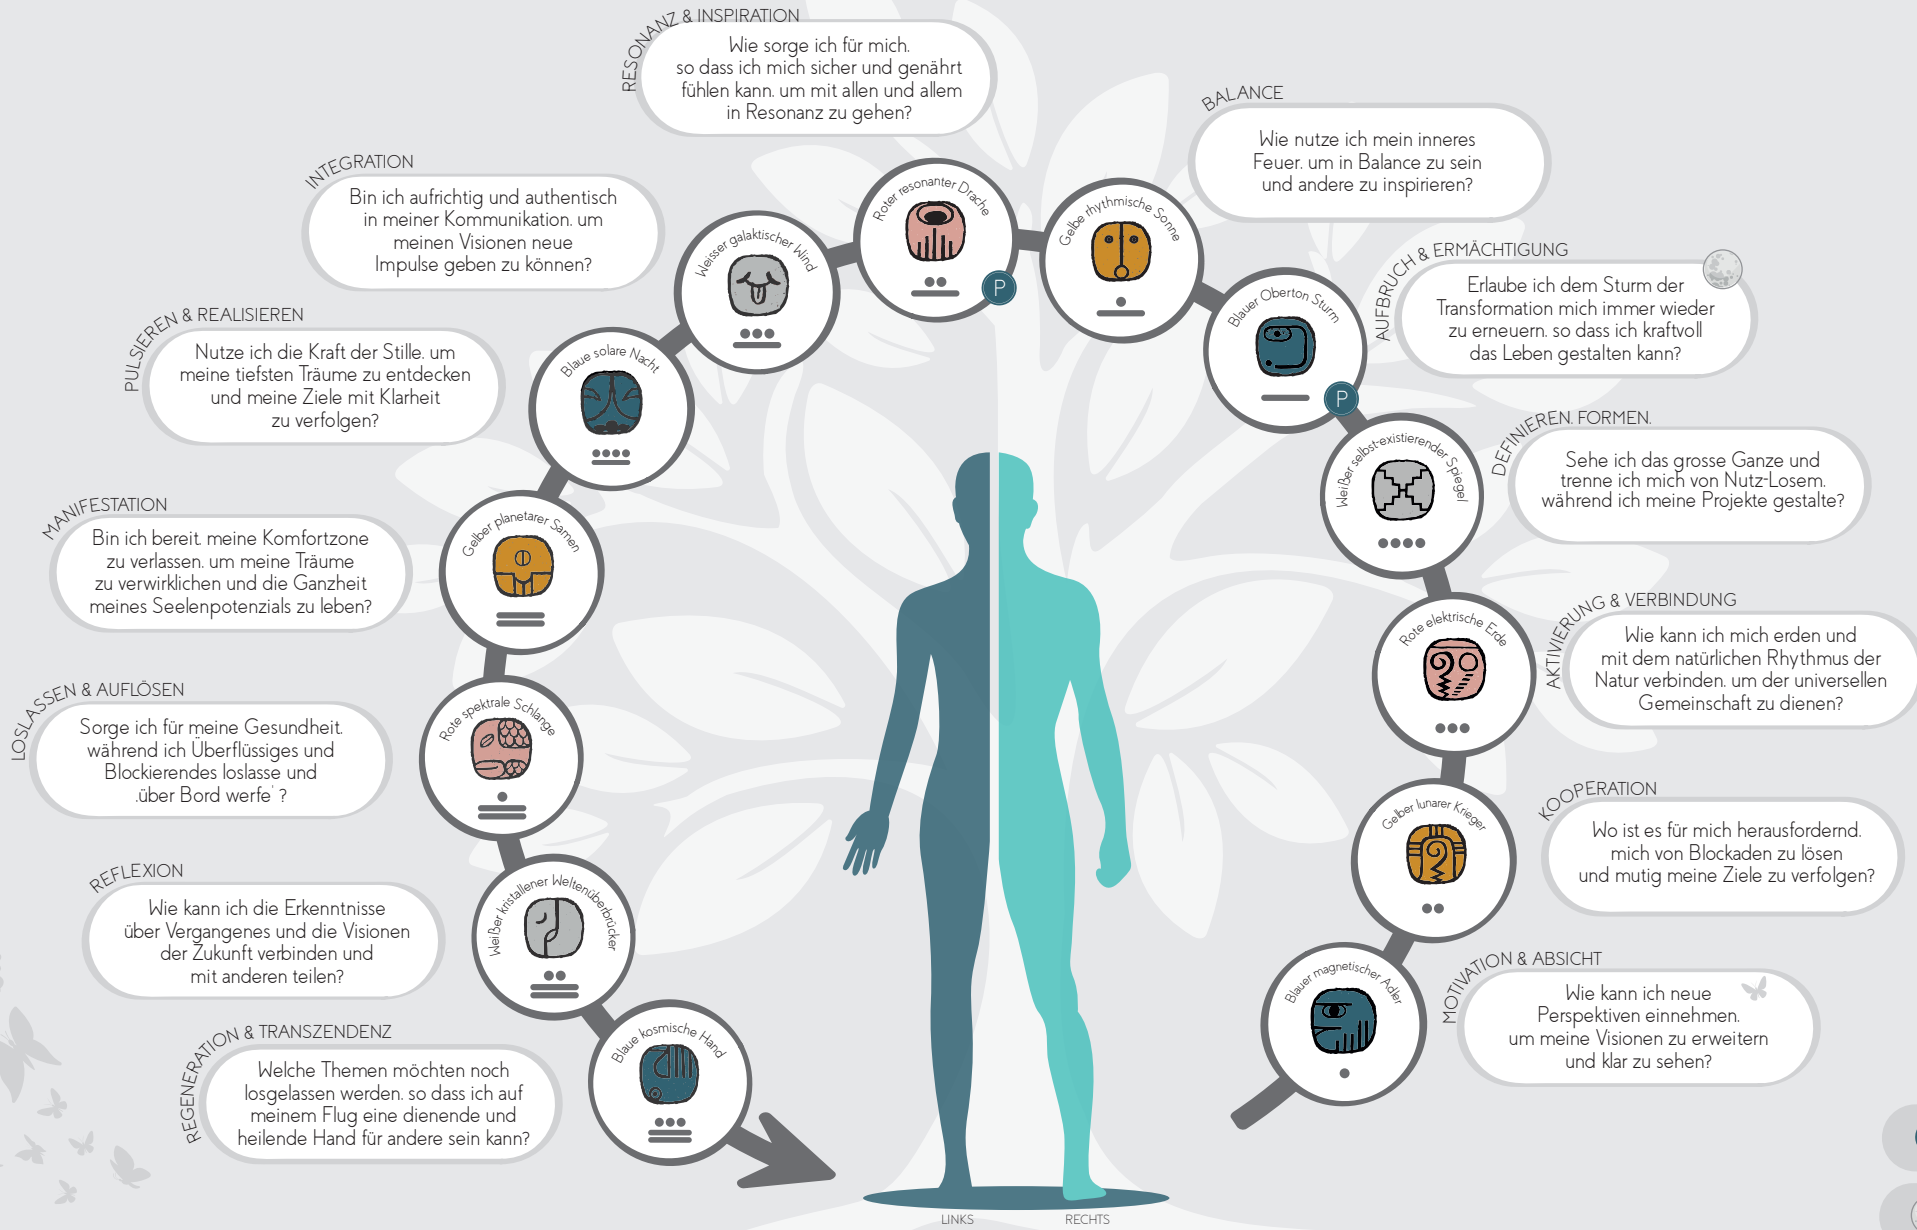 RESONANZ & INSPIRATION
Wie sorge ich für mich.
so dass ich mich sicher und genährt
fühlen kann. um mit allen und allem
in Resonanz zu gehen?
BALANCE
Wie nutze ich mein inneres
Feuer. um in Balance zu sein
und andere zu inspirieren?
INTEGRATION
Bin ich aufrichtig und authentisch
in meiner Kommunikation. um
meinen Visionen neue
Impulse geben zu können?
Weisser galaktischer Wind
Roter resonanter Drache
P
Gelbe rhythmische Sonne
AUFBRUCH & ERMÄCHTIGUNG
Erlaube ich dem Sturm der
Transformation mich immer wieder
zu erneuern. so dass ich kraftvoll
das Leben gestalten kann?
Blauer Oberton Sturm
P
PULSIEREN & REALISIEREN
Nutze ich die Kraft der Stille. um
meine tiefsten Träume zu entdecken
und meine Ziele mit Klarheit
zu verfolgen?
Blaue solare Nacht
DEFINIEREN. FORMEN.
Sehe ich das grosse Ganze und
trenne ich mich von Nutz-Losem.
während ich meine Projekte gestalte?
Weißer selbst-existierender Spiegel
MANIFESTATION
Bin ich bereit. meine Komfortzone
zu verlassen. um meine Träume
zu verwirklichen und die Ganzheit
meines Seelenpotenzials zu leben?
Gelber planetarer Samen
AKTIVIERUNG & VERBINDUNG
Wie kann ich mich erden und
mit dem natürlichen Rhythmus der
Natur verbinden. um der universellen
Gemeinschaft zu dienen?
Rote elektrische Erde
LOSLASSEN & AUFLÖSEN
Sorge ich für meine Gesundheit.
während ich Überflüssiges und
Blockierendes loslasse und
.über Bord werfe' ?
Rote spektrale Schlange
KOOPERATION
Wo ist es für mich herausfordernd.
mich von Blockaden zu lösen
und mutig meine Ziele zu verfolgen?
Gelber lunarer Krieger
REFLEXION
Wie kann ich die Erkenntnisse
über Vergangenes und die Visionen
der Zukunft verbinden und
mit anderen teilen?
Weißer kristallener Weltenüberbrücker
MOTIVATION & ABSICHT
Wie kann ich neue
Perspektiven einnehmen.
um meine Visionen zu erweitern
und klar zu sehen?
Blauer magnetischer Adler
REGENERATION & TRANSZENDENZ
Welche Themen möchten noch
losgelassen werden. so dass ich auf
meinem Flug eine dienende und
heilende Hand für andere sein kann?
Blaue kosmische Hand
LINKS
RECHTS